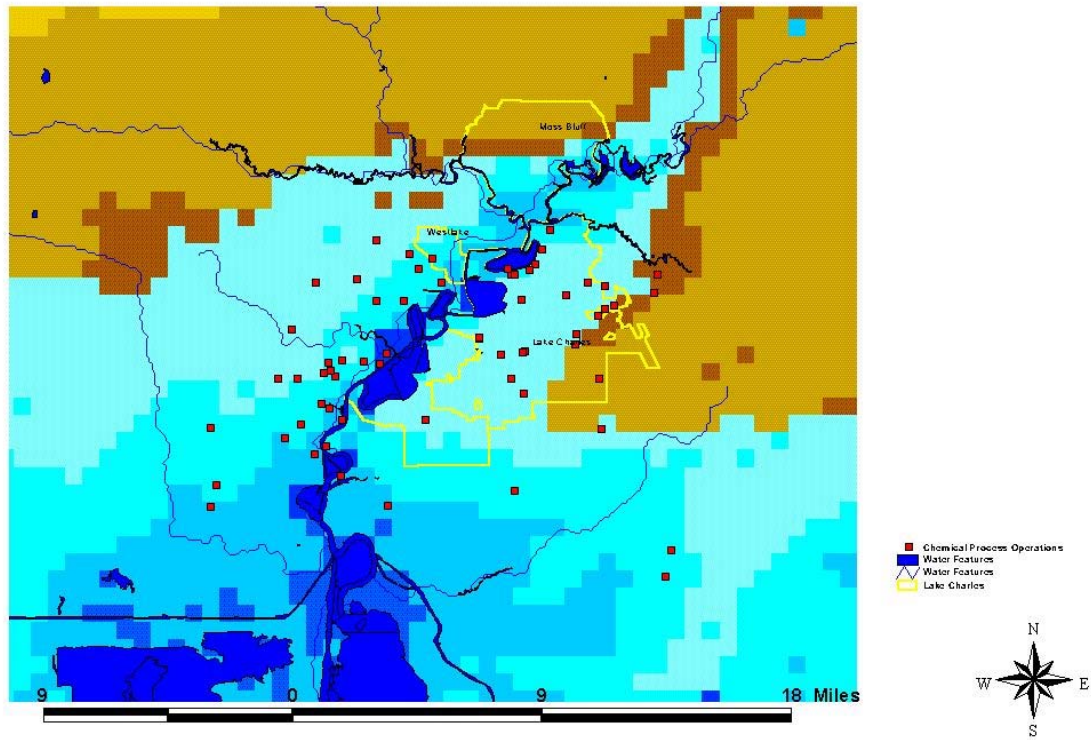 Moss Bluff
Westlake
Lake Charles
9 0 9 18 Miles
Chemical Process Operations
Water Features
Water Features
Lake Charles
N
W E
S